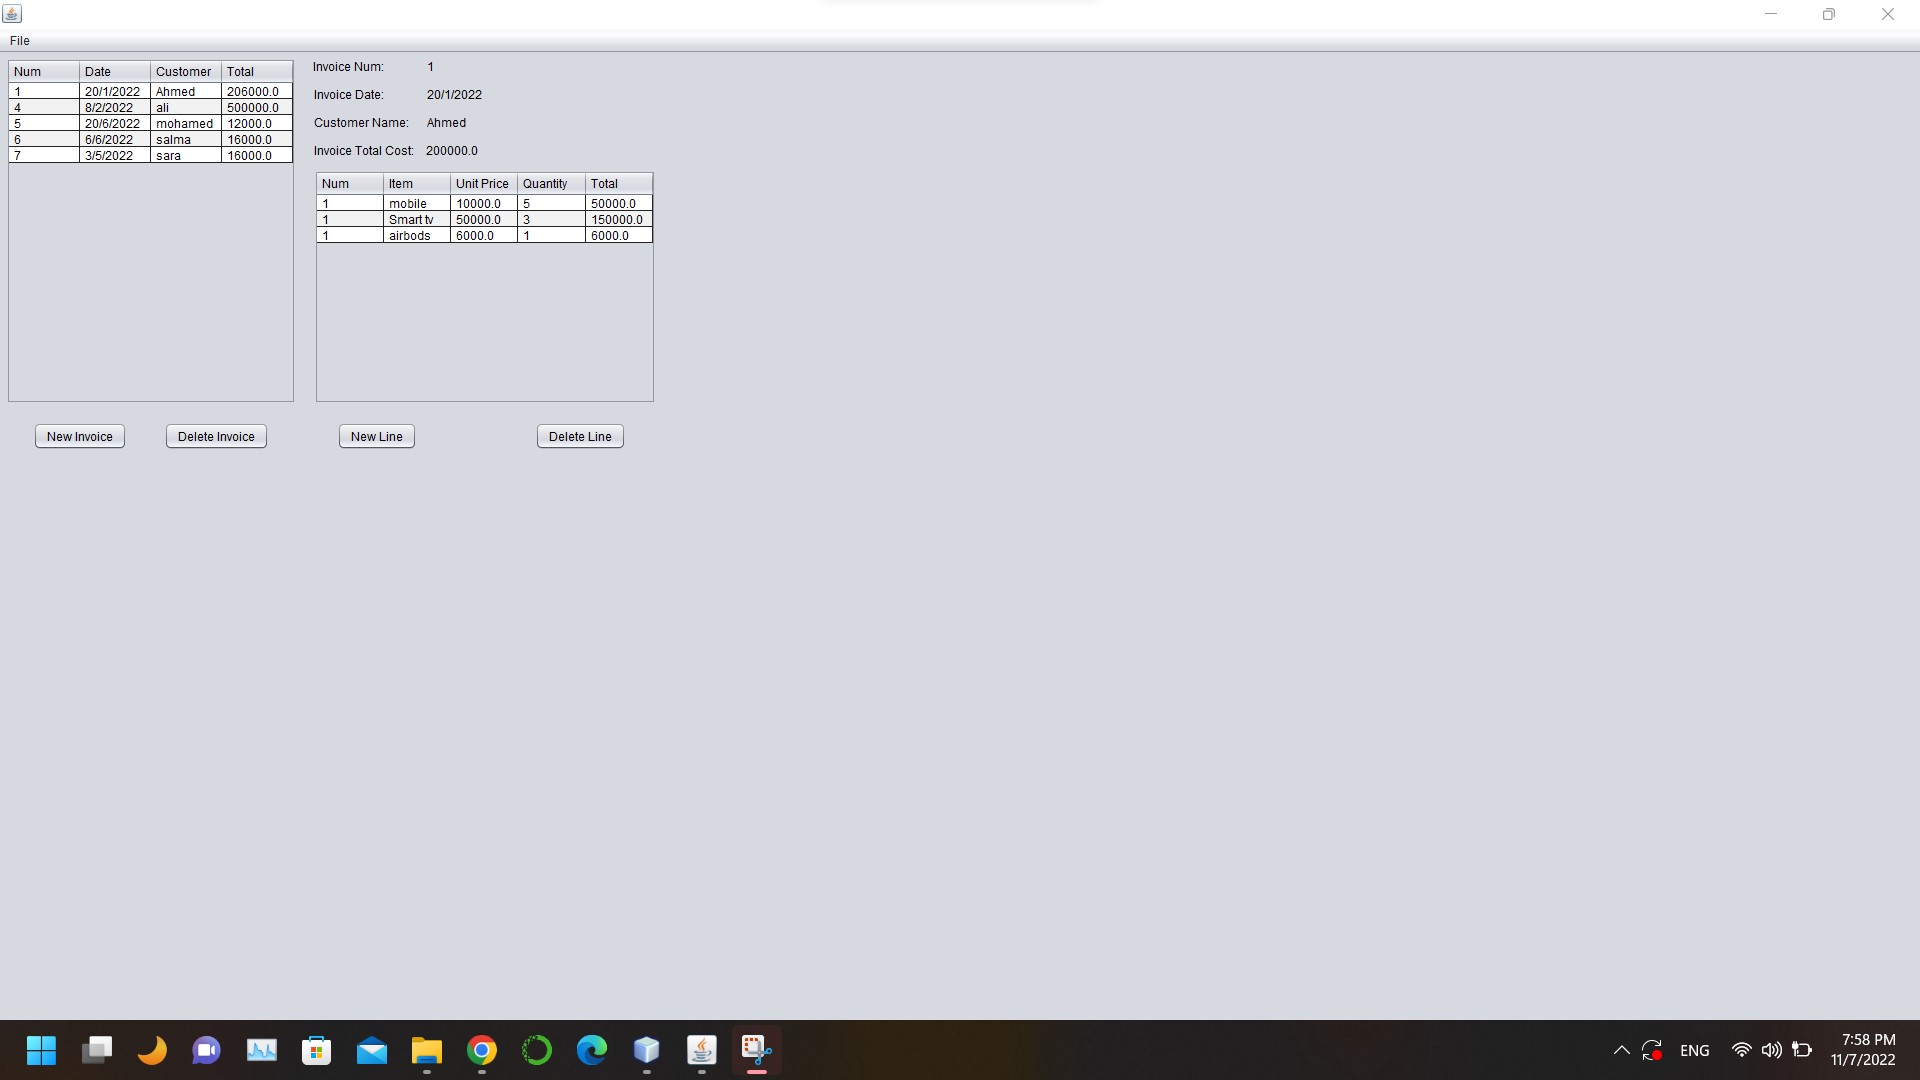 File
Num Date Customer Total
1 20/1/2022 Ahmed 206000.0
4 8/2/2022 ali 500000.0
5 20/6/2022 mohamed 12000.0
6 6/6/2022 salma 16000.0
7 3/5/2022 sara 16000.0
New Invoice Delete Invoice
Invoice Num: 1
Invoice Date: 20/1/2022
Customer Name: Ahmed
Invoice Total Cost: 200000.0
Num Item Unit Price Quantity Total
1 mobile 10000.0 5 50000.0
1 Smart tv 50000.0 3 150000.0
1 airbods 6000.0 1 6000.0
New Line Delete Line
ENG
7:58 PM
11/7/2022